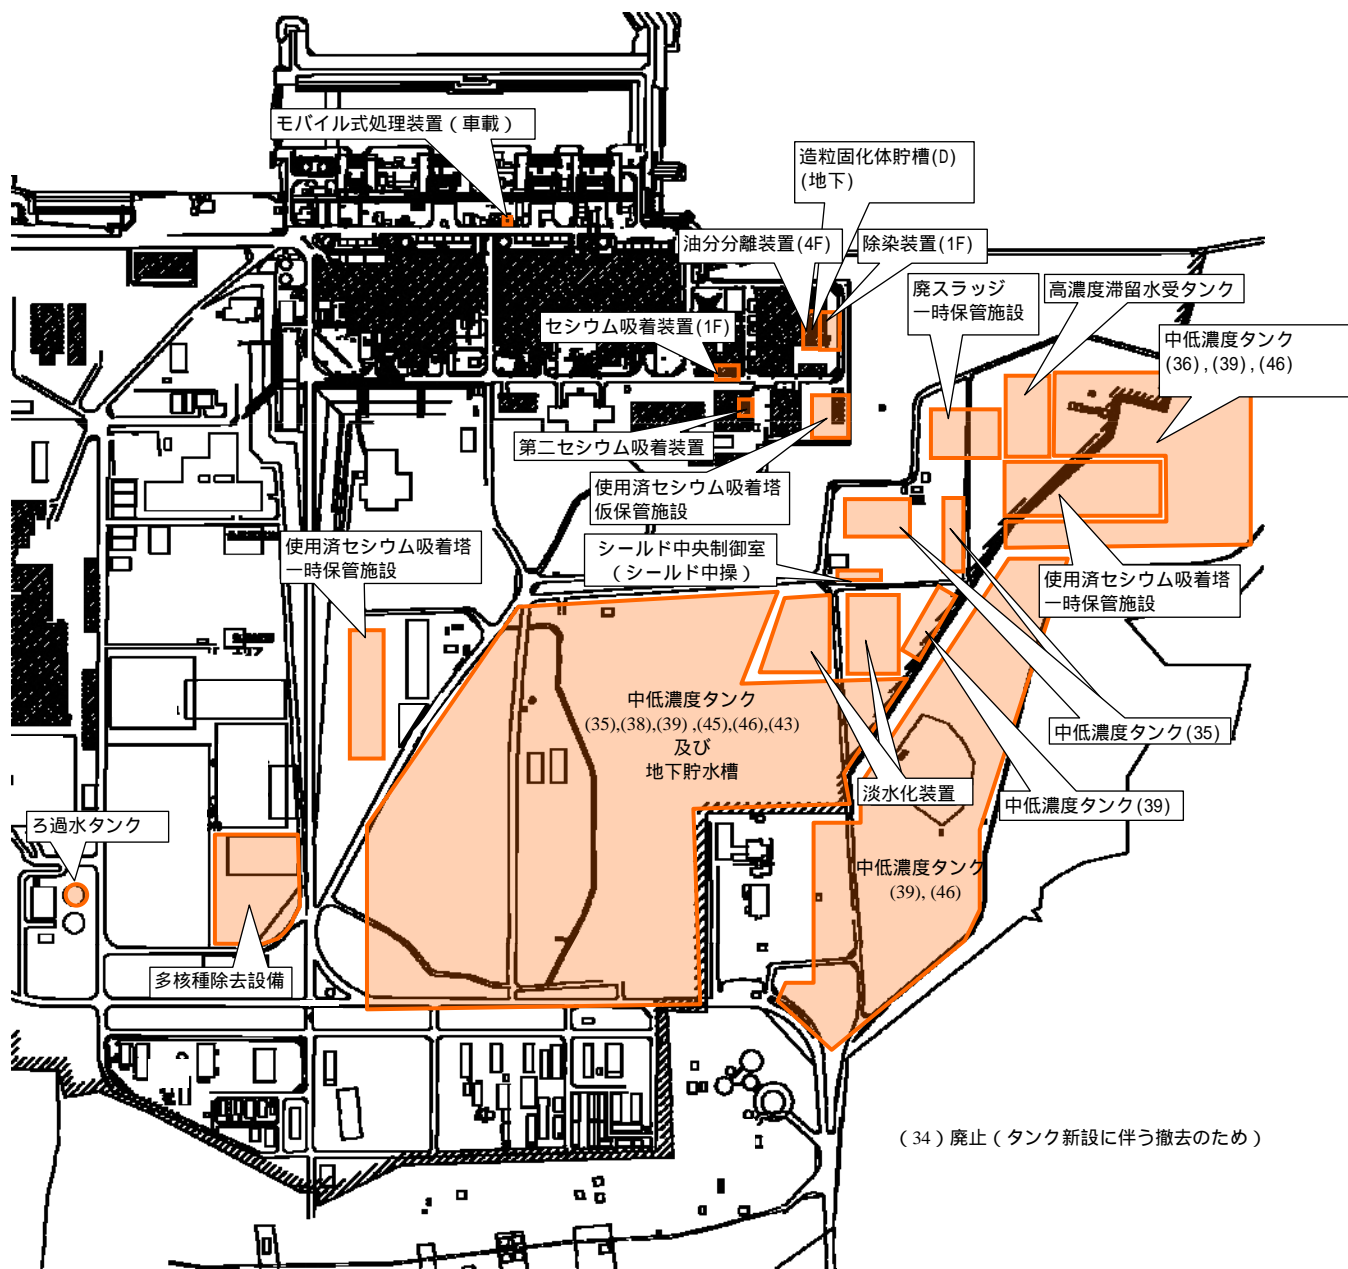 モバイル式処理装置（車載）
造粒固化体貯槽(D)
(地下)
油分分離装置(4F)
除染装置(1F)
廃スラッジ
一時保管施設
高濃度滞留水受タンク
中低濃度タンク
(36),(39),(46)
セシウム吸着装置(1F)
第二セシウム吸着装置
使用済セシウム吸着塔
仮保管施設
使用済セシウム吸着塔
一時保管施設
シールド中央制御室
（シールド中操）
使用済セシウム吸着塔
一時保管施設
中低濃度タンク
(35),(38),(39),(45),(46),(43)
及び
地下貯水槽
中低濃度タンク(35)
淡水化装置
中低濃度タンク(39)
ろ過水タンク
中低濃度タンク
(39),(46)
多核種除去設備
（34）廃止（タンク新設に伴う撤去のため）